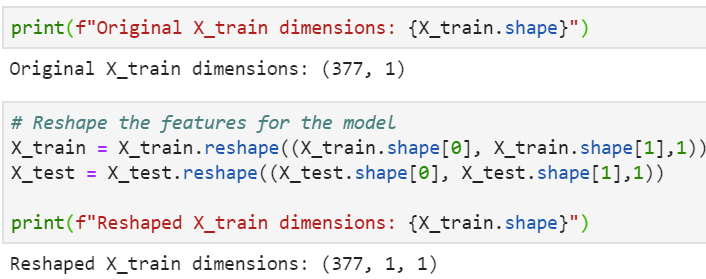 print(f"Original X_train dimensions: {X_train.shape}")
Original X_train dimensions: (377, 1)
# Reshape the features for the model
X_train = X_train.reshape((X_train.shape[0], X_train.shape[1],1))
X_test = X_test.reshape((X_test.shape[0], X_test.shape[1],1))
print(f"Reshaped X_train dimensions: {X_train.shape}")
Reshaped X_train dimensions: (377, 1, 1)